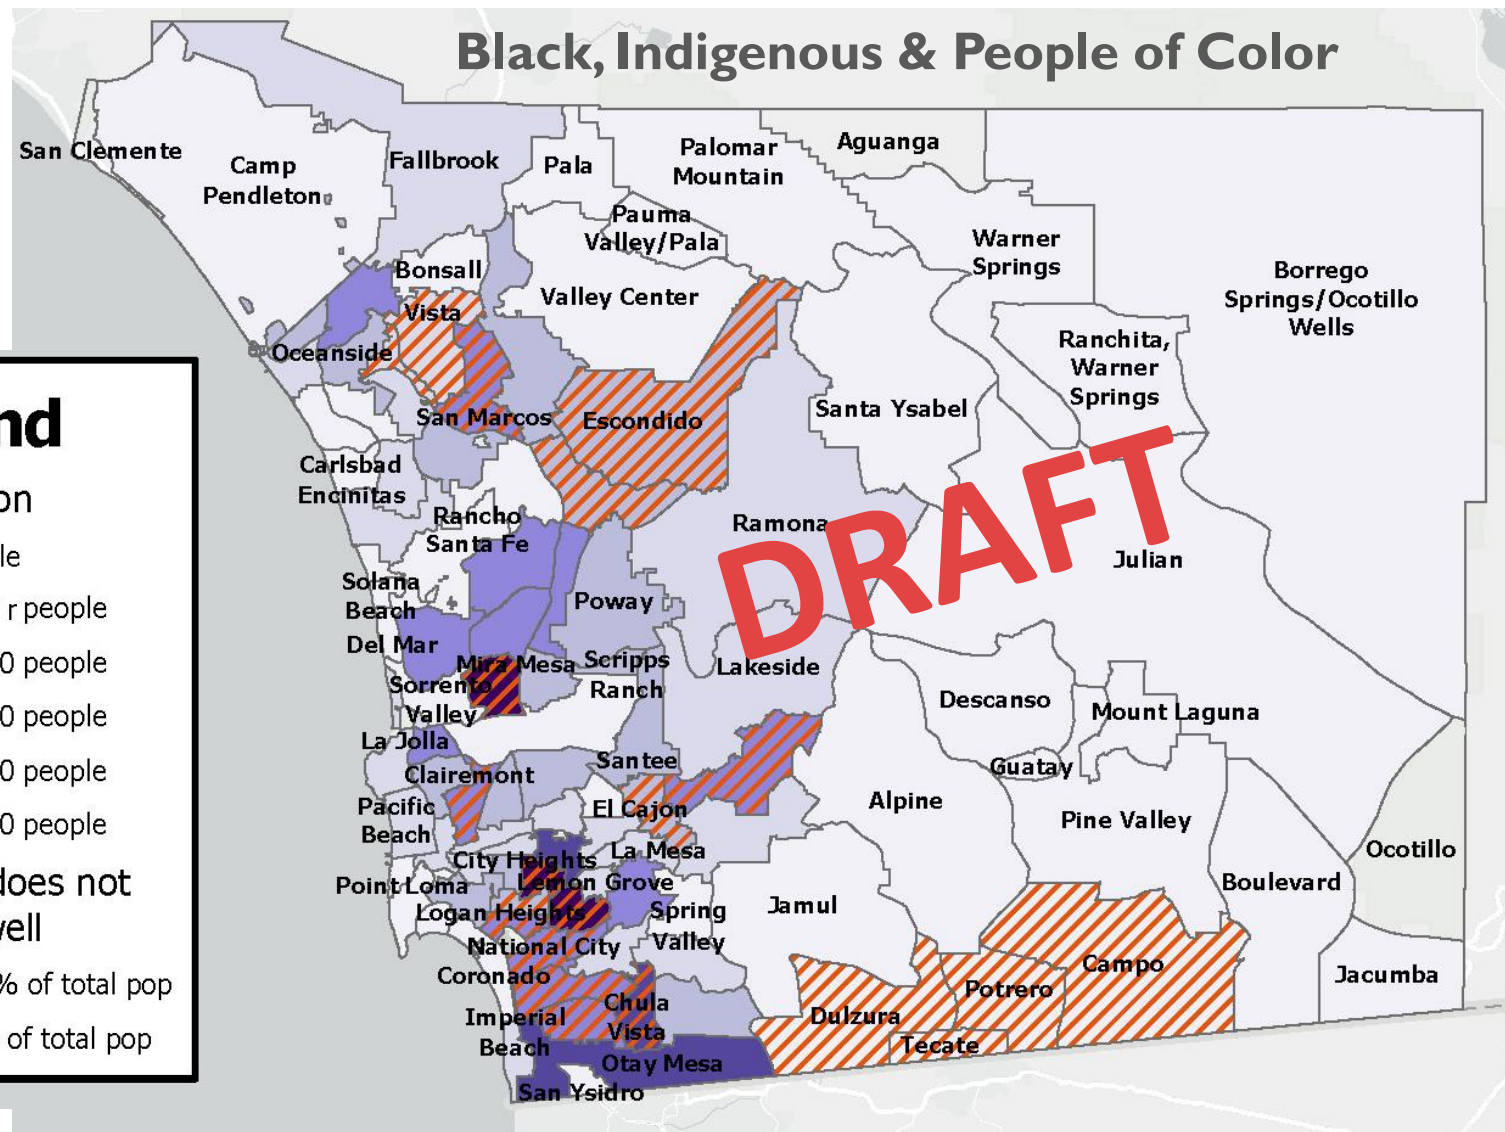 Black, Indigenous & People of Color
San Clemente
Camp
Pendleton
Fallbrook
Pala
Palomar
Mountain
Aguanga
Pauma
Valley/Pala
Warner
Springs
Bonsall
Valley Center
Borrego
Springs/Ocotillo
Wells
Vista
Oceanside
Ranchita,
Warner
Springs
San Marcos
Escondido
Santa Ysabel
Carlsbad
Encinitas
Rancho
Santa Fe
Ramona
DRAFT
Julian
Solana
Beach
Poway
Del Mar
Mira Mesa
Scripps
Ranch
Lakeside
Sorrento
Valley
Descanso
Mount Laguna
La Jolla
Clairemont
Santee
Guatay
Pacific
Beach
El Cajon
Alpine
Pine Valley
City Heights
La Mesa
Ocotillo
Point Loma
Lemon Grove
Boulevard
Logan Heights
Spring
Valley
Jamul
National City
Coronado
Campo
Jacumba
Potrero
Imperial
Beach
Chula
Vista
Dulzura
Tecate
Otay Mesa
San Ysidro
nd
on
le
r people
0 people
0 people
0 people
0 people
does not
vell
% of total pop
of total pop